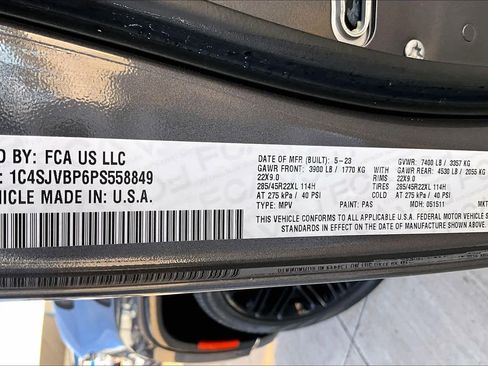 D BY: FCA US LLC
: 1C4SJVBP6PS558849
EHICLE MADE IN: U.S.A.
DATE OF MFR (BUILT): 5-23 GVWR: 7400 LB / 3357 KG
GAWR FRONT: 3900 LB / 1770 KG GAWR REAR: 4530 LB / 2055 KG
22X9.0 RIMS 22X9.0
285/45R22XL 114H TIRES 285/45R22XL 114H
AT 275 kPa / 40 PSI AT 275 kPa / 40 PSI
TYPE: MPV PAINT: PAS MDH: 051511 MKT
THIS VEHICLE CONFORMS TO ALL APPLICABLE U.S.A. FEDERAL MOTOR VEHICLE SAFETY
STANDARDS IN EFFECT ON THE DATE OF MANUFACTURE SHOWN ABOVE